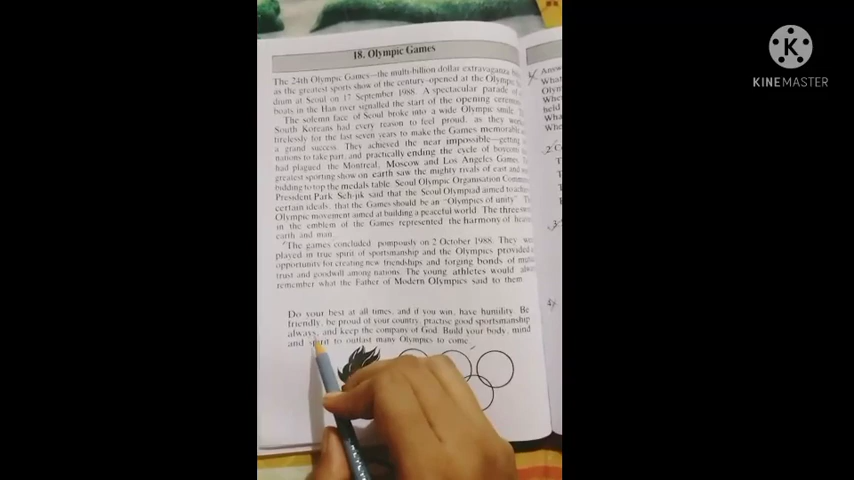 18. Olympic Games
The 24th Olympic Games—the multi-billion dollar extravaganza
as the greatest sports show of the century-opened at the Olympic
dium at Seoul on 17 September 1988. A spectacular parade of
boats in the Han over signalled the start of the opening
The solemn face of Seoul broke into a wide Olympic smile.
South Koreans had every reason to feel proud, as they
tirelessly for the last seven years to make the Games memorable
a grand success. They achieved the near impossible—getting
nations to take part, and practically ending the cycle of
had plagued the Montreal, Moscow and Los Angeles Games.
greatest sporting show on earth saw the mighty rivals of east and
bidding to top the medals table. Seoul Olympic Organisation
President Park Seh-jik said that the Seoul Olympiad aimed to
certain ideals, that the Games should be an "Olympics of unity".
Olympic movement aimed at building a peaceful world. The three
in the emblem of the Games represented the harmony of
earth and man.
The games concluded pompously on 2 October 1988. They
played in true spirit of sportsmanship and the Olympics provided
opportunity for creating new friendships and forging bonds of
trust and goodwill among nations. The young athletes would
remember what the Father of Modern Olympics said to them
Do your best at all times, and if you win, have humility. Be
friendly, be proud of your country, practise good sportsmanship
always, and keep the company of God. Build your body, mind
and spirit to outlast many Olympics to come.
Answ
What
Olym
Whe
held
Wha
Whe
2.
3.
4.
K
KINEMASTER